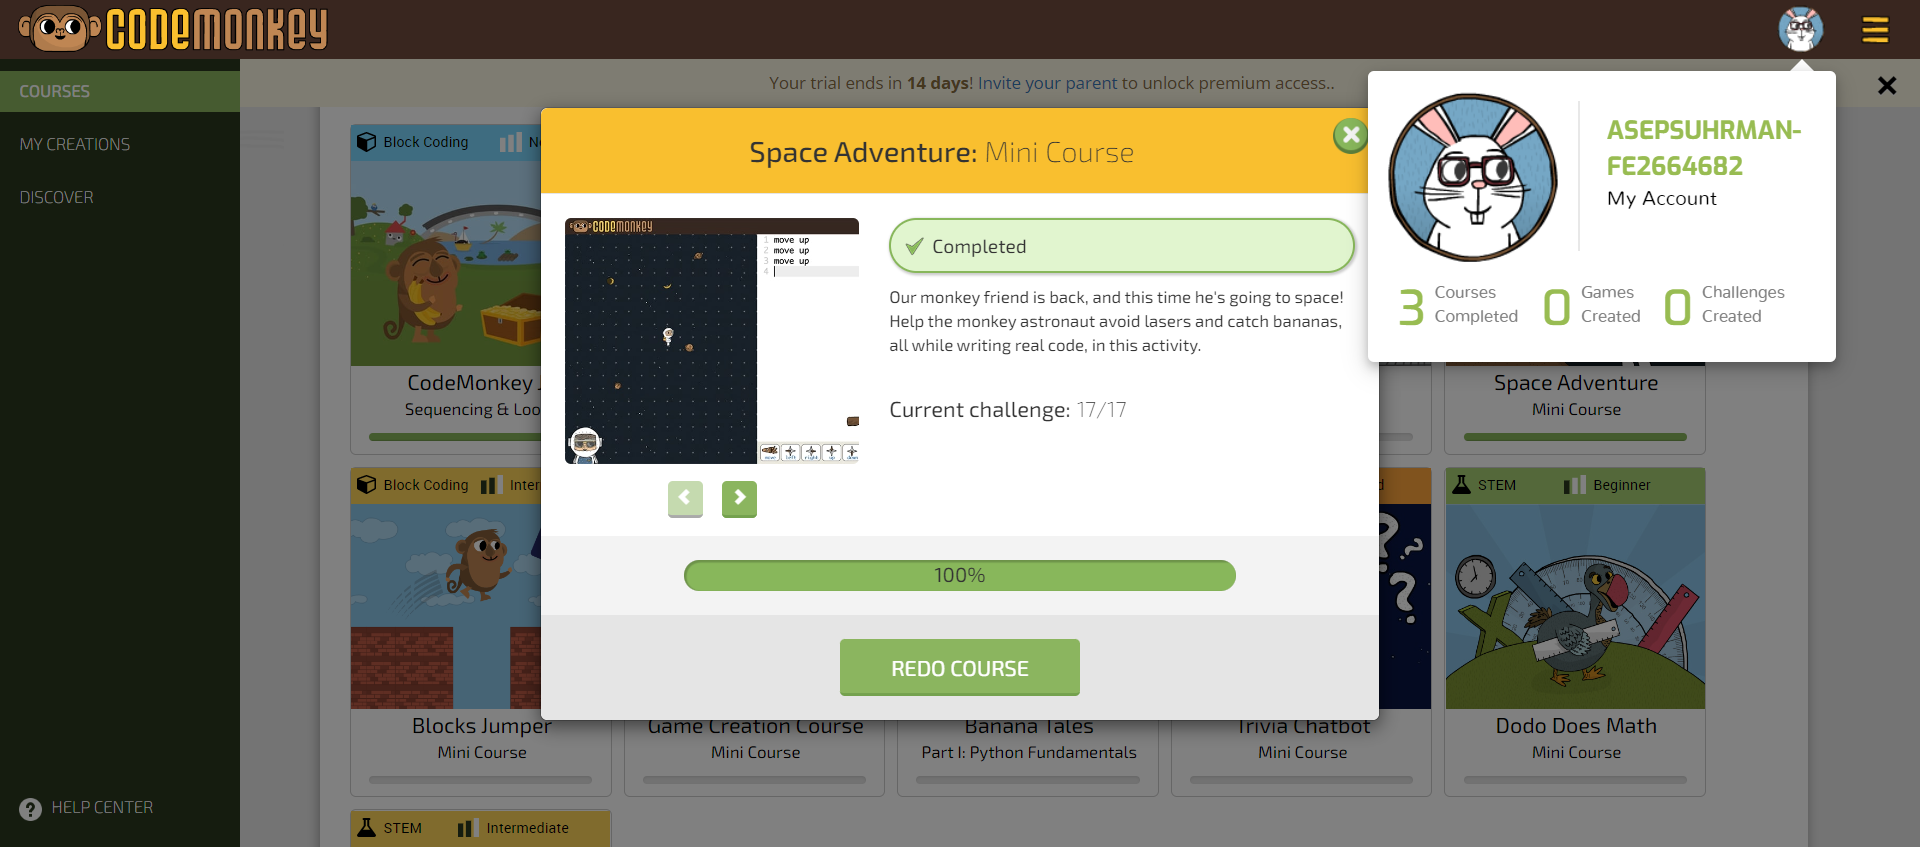 CODEMONKEY
COURSES
MY CREATIONS
DISCOVER
HELP CENTER
Your trial ends in 14 days! Invite your parent to unlock premium access..
ASEPSUHRMAN-
FE2664682
My Account
3 Courses Completed
0 Games Created
0 Challenges Created
Space Adventure: Mini Course
CODEMONKEY
1 move up
2 move up
3 move up
4
move left right up down
Completed
Our monkey friend is back, and this time he's going to space!
Help the monkey astronaut avoid lasers and catch bananas,
all while writing real code, in this activity.
Current challenge: 17/17
100%
REDO COURSE
Block Coding
CodeMonkey
Sequencing & Loo
Space Adventure
Mini Course
Block Coding
Blocks Jumper
Mini Course
Game Creation Course
Mini Course
Banana Tales
Part I: Python Fundamentals
Trivia Chatbot
Mini Course
STEM Beginner
Dodo Does Math
Mini Course
STEM Intermediate